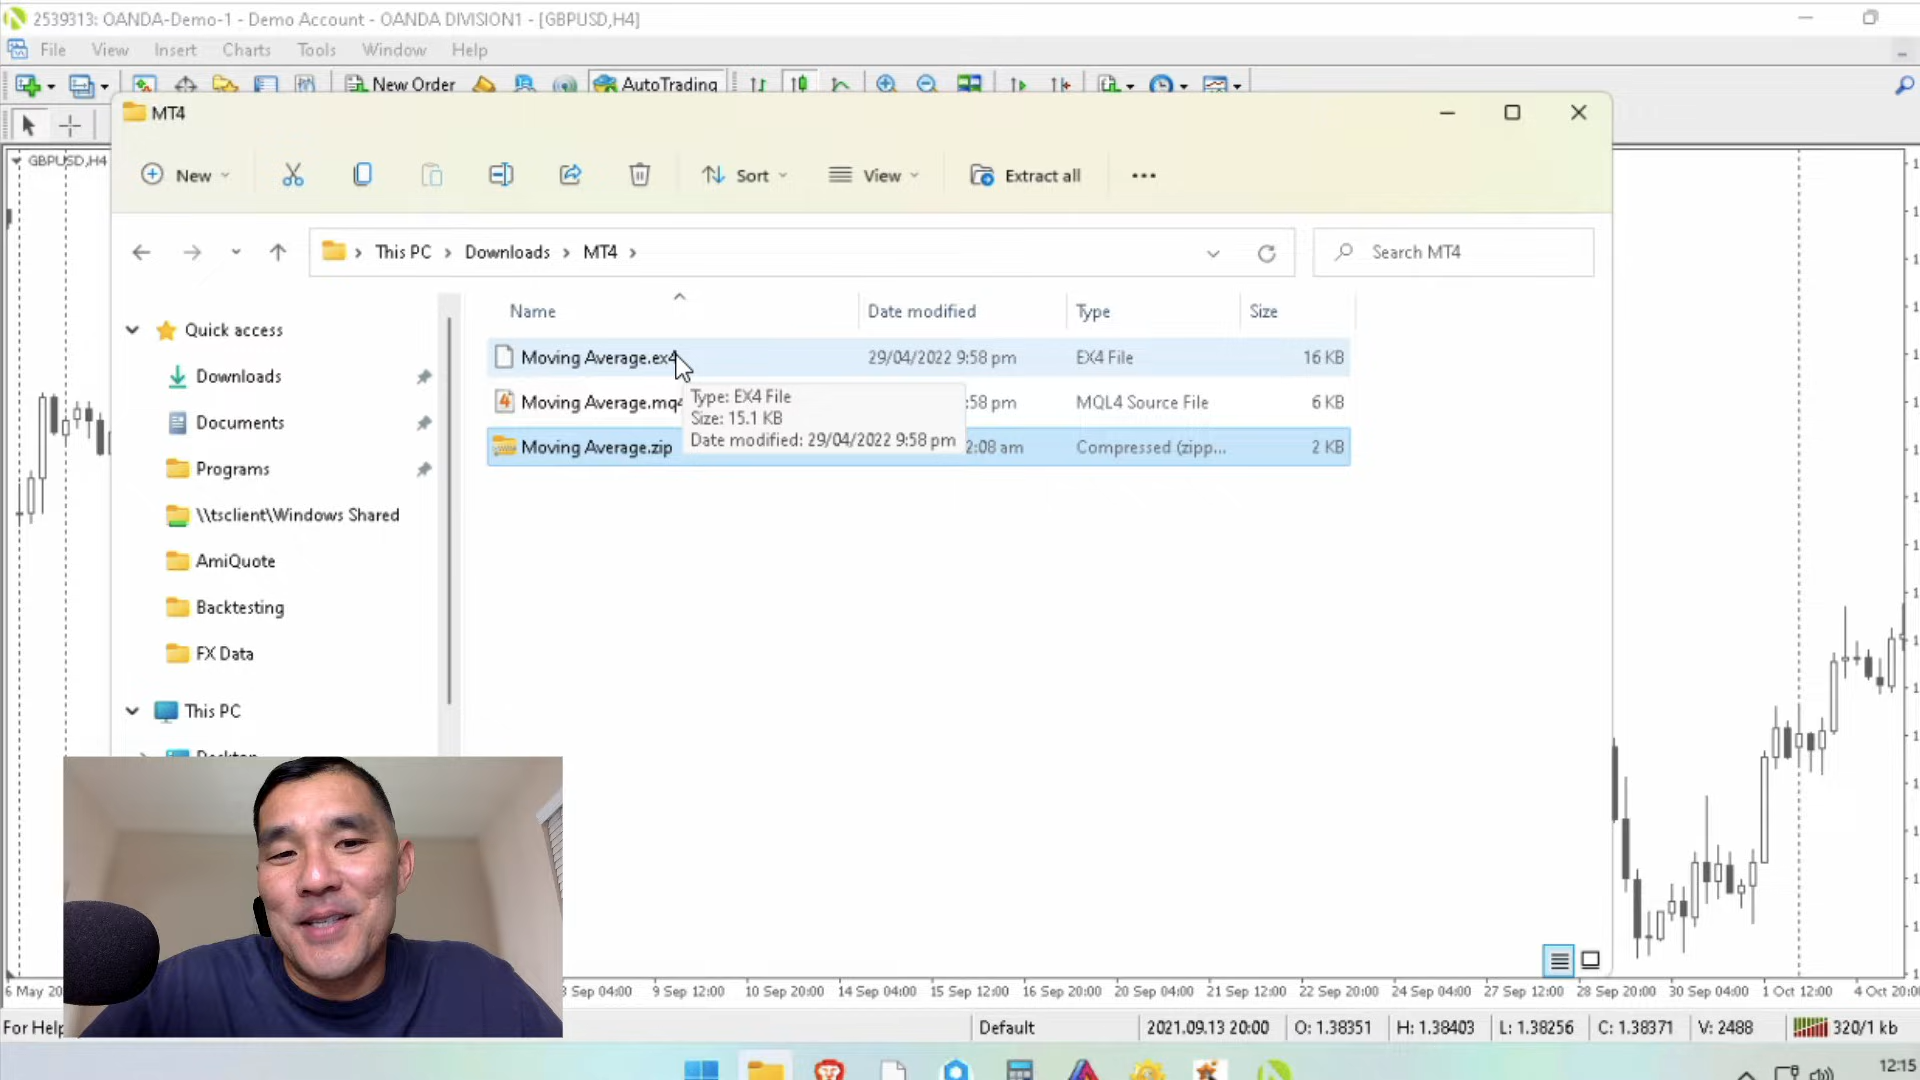 2539313: OANDA-Demo-1 - Demo Account - OANDA DIVISION1 - [GBPUSD,H4]
File View Insert Charts Tools Window Help
New Order AutoTrading
MT4
GBPUSD,H4
New Sort View Extract all
This PC Downloads MT4 Search MT4
Name Date modified Type Size
Quick access
Moving Average.ex4 29/04/2022 9:58 pm EX4 File 16 KB
Downloads
Type: EX4 File
Moving Average.mq4 :58 pm MQL4 Source File 6 KB
Size: 15.1 KB
Documents
Date modified: 29/04/2022 9:58 pm
Moving Average.zip 2:08 am Compressed (zipp... 2 KB
Programs
\\tsclient\Windows Shared
AmiQuote
Backtesting
FX Data
This PC
Desktop
6 May 20 Sep 04:00 9 Sep 12:00 10 Sep 20:00 14 Sep 04:00 15 Sep 12:00 16 Sep 20:00 20 Sep 04:00 21 Sep 12:00 22 Sep 20:00 24 Sep 04:00 27 Sep 12:00 28 Sep 20:00 30 Sep 04:00 1 Oct 12:00 4 Oct 20:00
For Help Default 2021.09.13 20:00 O: 1.38351 H: 1.38403 L: 1.38256 C: 1.38371 V: 2488 320/1 kb
12:15